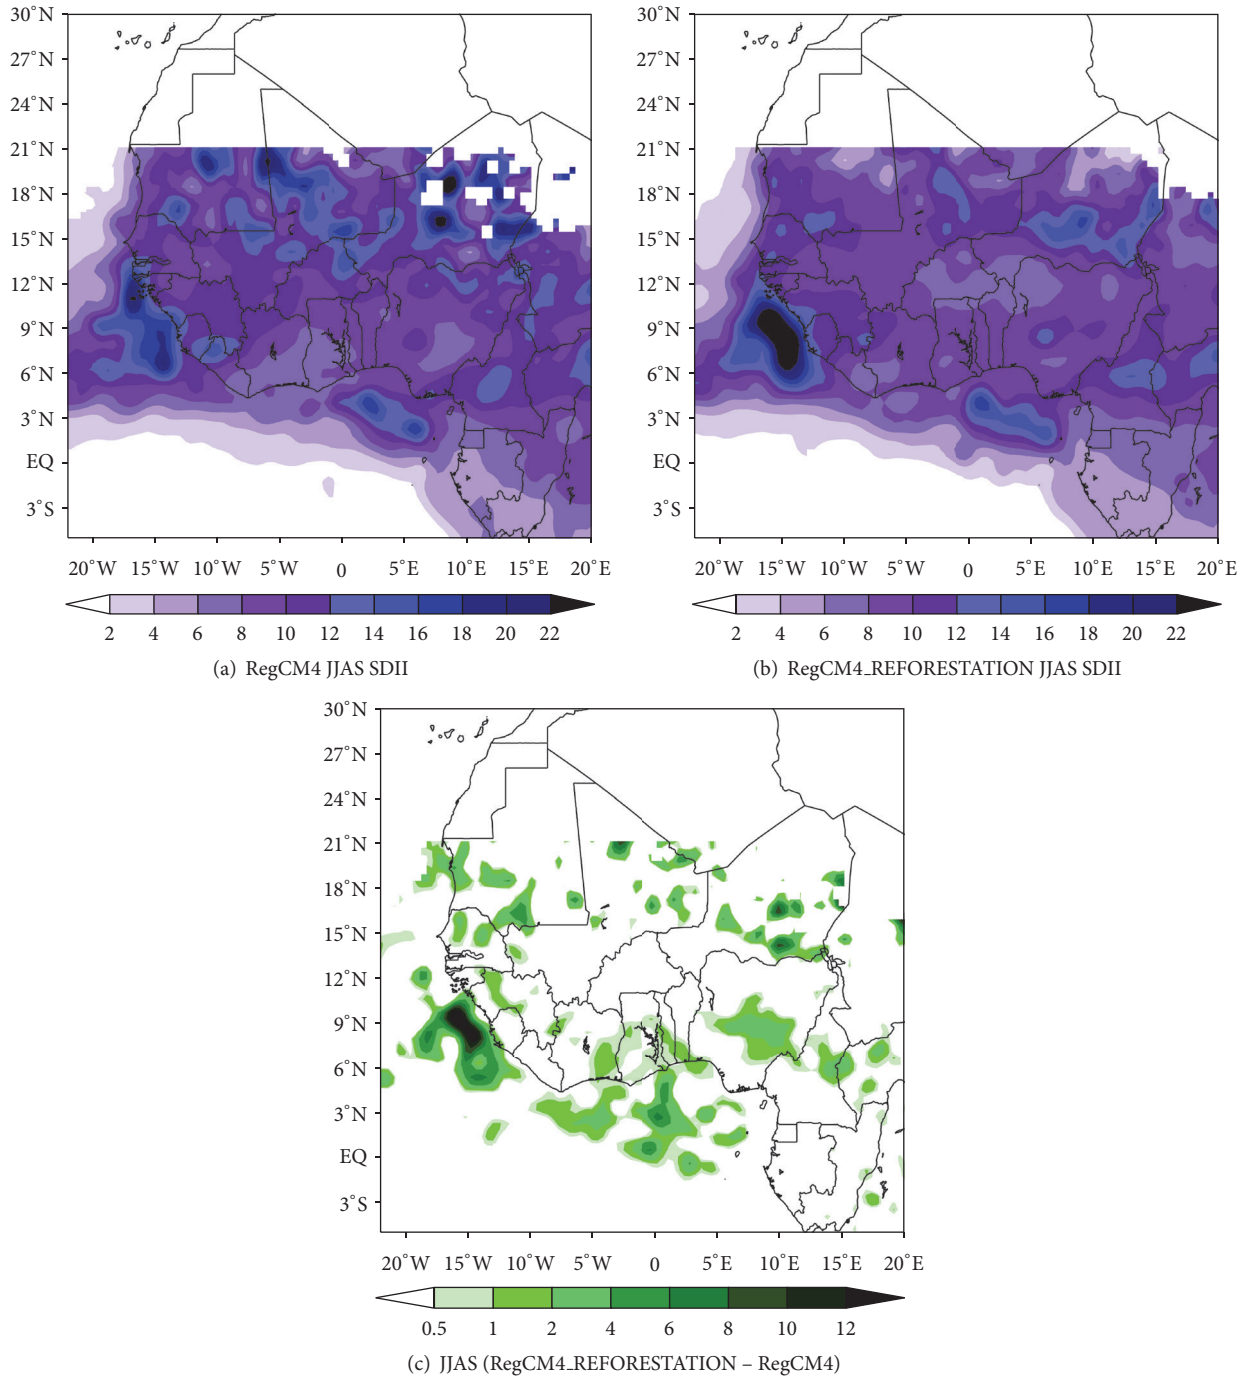 30˚N
27˚N
24˚N
21˚N
18˚N
15˚N
12˚N
9˚N
6˚N
3˚N
EQ
3˚S
20˚W 15˚W 10˚W 5˚W 0 5˚E 10˚E 15˚E 20˚E
2 4 6 8 10 12 14 16 18 20 22
(a) RegCM4 JJAS SDII
30˚N
27˚N
24˚N
21˚N
18˚N
15˚N
12˚N
9˚N
6˚N
3˚N
EQ
3˚S
20˚W 15˚W 10˚W 5˚W 0 5˚E 10˚E 15˚E 20˚E
2 4 6 8 10 12 14 16 18 20 22
(b) RegCM4_REFORESTATION JJAS SDII
30˚N
27˚N
24˚N
21˚N
18˚N
15˚N
12˚N
9˚N
6˚N
3˚N
EQ
3˚S
20˚W 15˚W 10˚W 5˚W 0 5˚E 10˚E 15˚E 20˚E
0.5 1 2 4 6 8 10 12
(c) JJAS (RegCM4_REFORESTATION – RegCM4)